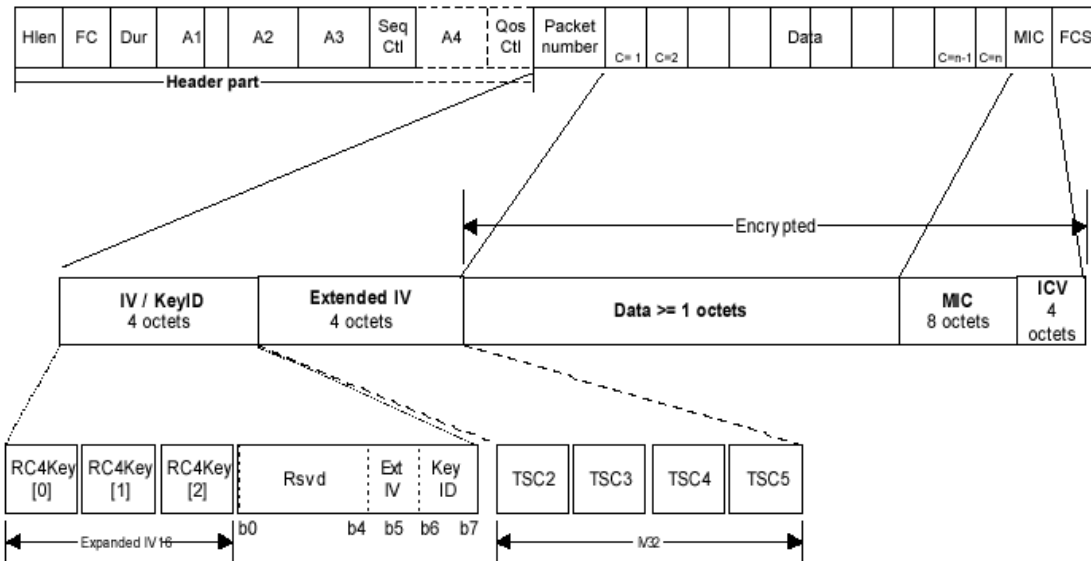 Hlen FC Dur A1 A2 A3 Seq Ctl A4 Qos Ctl Packet number C= 1 C=2 Data C=n-1 C=n MIC FCS
Header part
Encrypted
IV / KeyID Extended IV Data >= 1 octets MIC ICV
4 octets 4 octets 8 octets 4 octets
RC4Key [0] RC4Key [1] RC4Key [2] Rsvd Ext IV Key ID TSC2 TSC3 TSC4 TSC5
b0 b4 b5 b6 b7
Expanded IV16 IV32